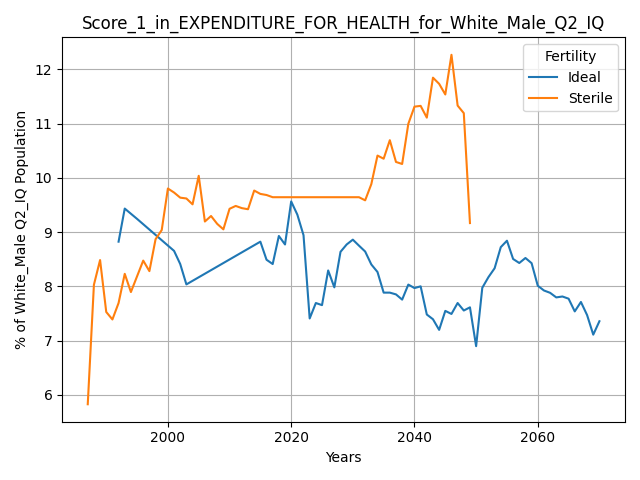 Score_1_in_EXPENDITURE_FOR_HEALTH_for_White_Male_Q2_IQ
Fertility
Ideal
Sterile
% of White_Male Q2_IQ Population
12
11
10
9
8
7
6
2000
2020
2040
2060
Years